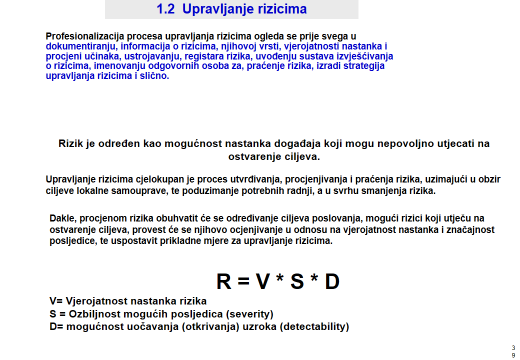 1.2 Upravljanje rizicima
Profesionalizacija procesa upravljanja rizicima ogleda se prije svega u
dokumentiranju, informacija o rizicima, njihovoj vrsti, vjerojatnosti nastanka i
procjeni učinaka, ustrojavanju, registara rizika, uvođenju sustava izvješćivanja
o rizicima, imenovanju odgovornih osoba za, praćenje rizika, izradi strategija
upravljanja rizicima i slično.
Rizik je određen kao mogućnost nastanka događaja koji mogu nepovoljno utjecati na
ostvarenje ciljeva.
Upravljanje rizicima cjelokupan je proces utvrđivanja, procjenjivanja i praćenja rizika, uzimajući u obzir
ciljeve lokalne samouprave, te poduzimanje potrebnih radnji, a u svrhu smanjenja rizika.
Dakle, procjenom rizika obuhvatit će se određivanje ciljeva poslovanja, mogući rizici koji utječu na
ostvarenje ciljeva, provest će se njihovo ocjenjivanje u odnosu na vjerojatnost nastanka i značajnost
posljedice, te uspostavit prikladne mjere za upravljanje rizicima.
R = V * S * D
V= Vjerojatnost nastanka rizika
S = Ozbiljnost mogućih posljedica (severity)
D= mogućnost uočavanja (otkrivanja) uzroka (detectability)
3
9